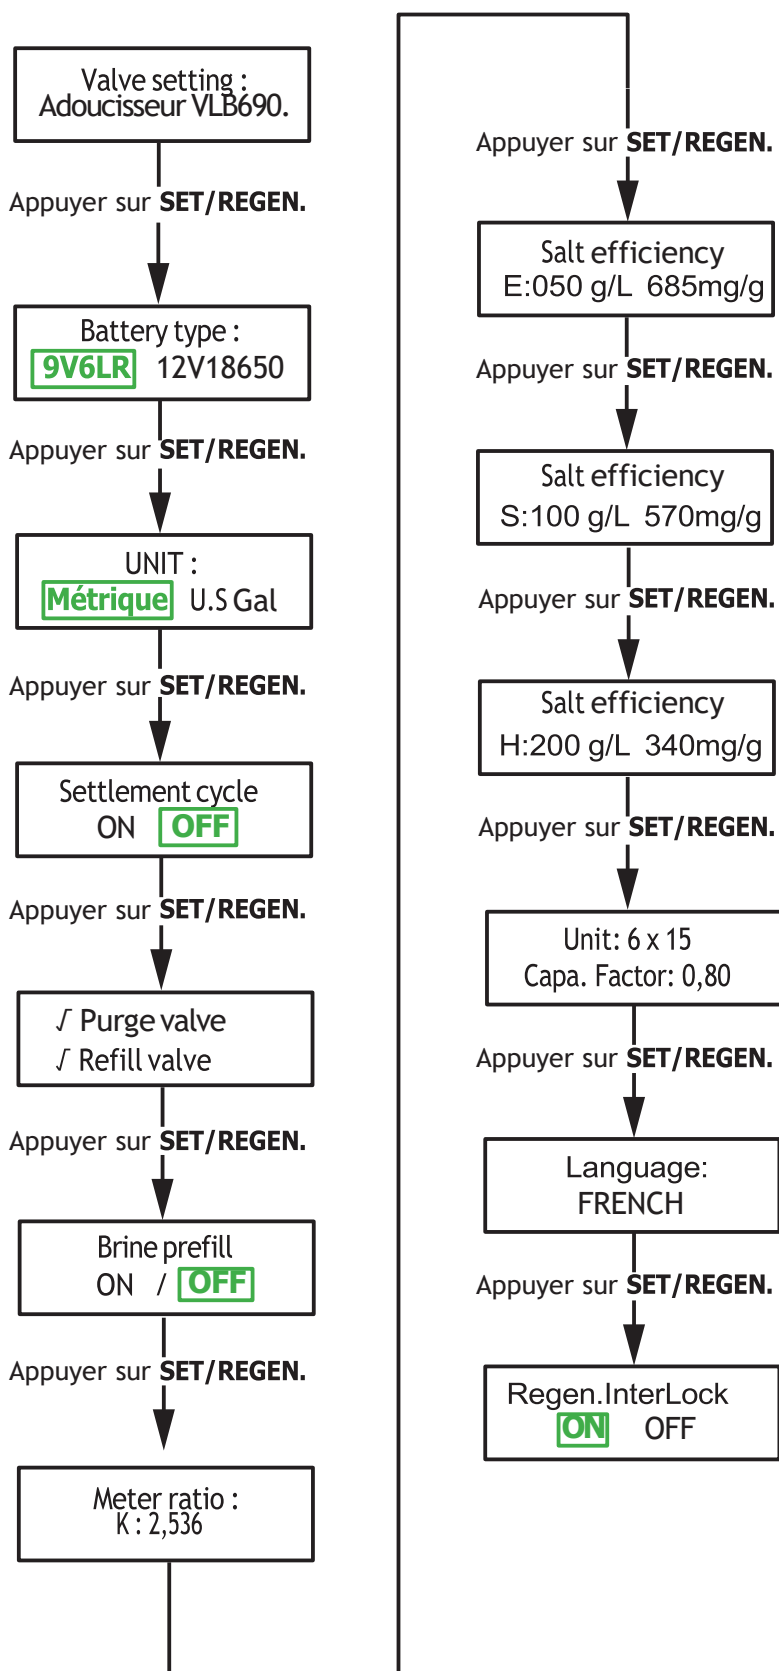 Valve setting :
Adoucisseur VLB690.
Appuyer sur SET/REGEN.
Battery type :
9V6LR 12V18650
Appuyer sur SET/REGEN.
UNIT :
Métrique U.S Gal
Appuyer sur SET/REGEN.
Settlement cycle
ON OFF
Appuyer sur SET/REGEN.
√ Purge valve
√ Refill valve
Appuyer sur SET/REGEN.
Brine prefill
ON / OFF
Appuyer sur SET/REGEN.
Meter ratio :
K : 2,536
Appuyer sur SET/REGEN.
Salt efficiency
E:050 g/L 685mg/g
Appuyer sur SET/REGEN.
Salt efficiency
S:100 g/L 570mg/g
Appuyer sur SET/REGEN.
Salt efficiency
H:200 g/L 340mg/g
Appuyer sur SET/REGEN.
Unit: 6 x 15
Capa. Factor: 0,80
Appuyer sur SET/REGEN.
Language:
FRENCH
Appuyer sur SET/REGEN.
Regen.InterLock
ON OFF